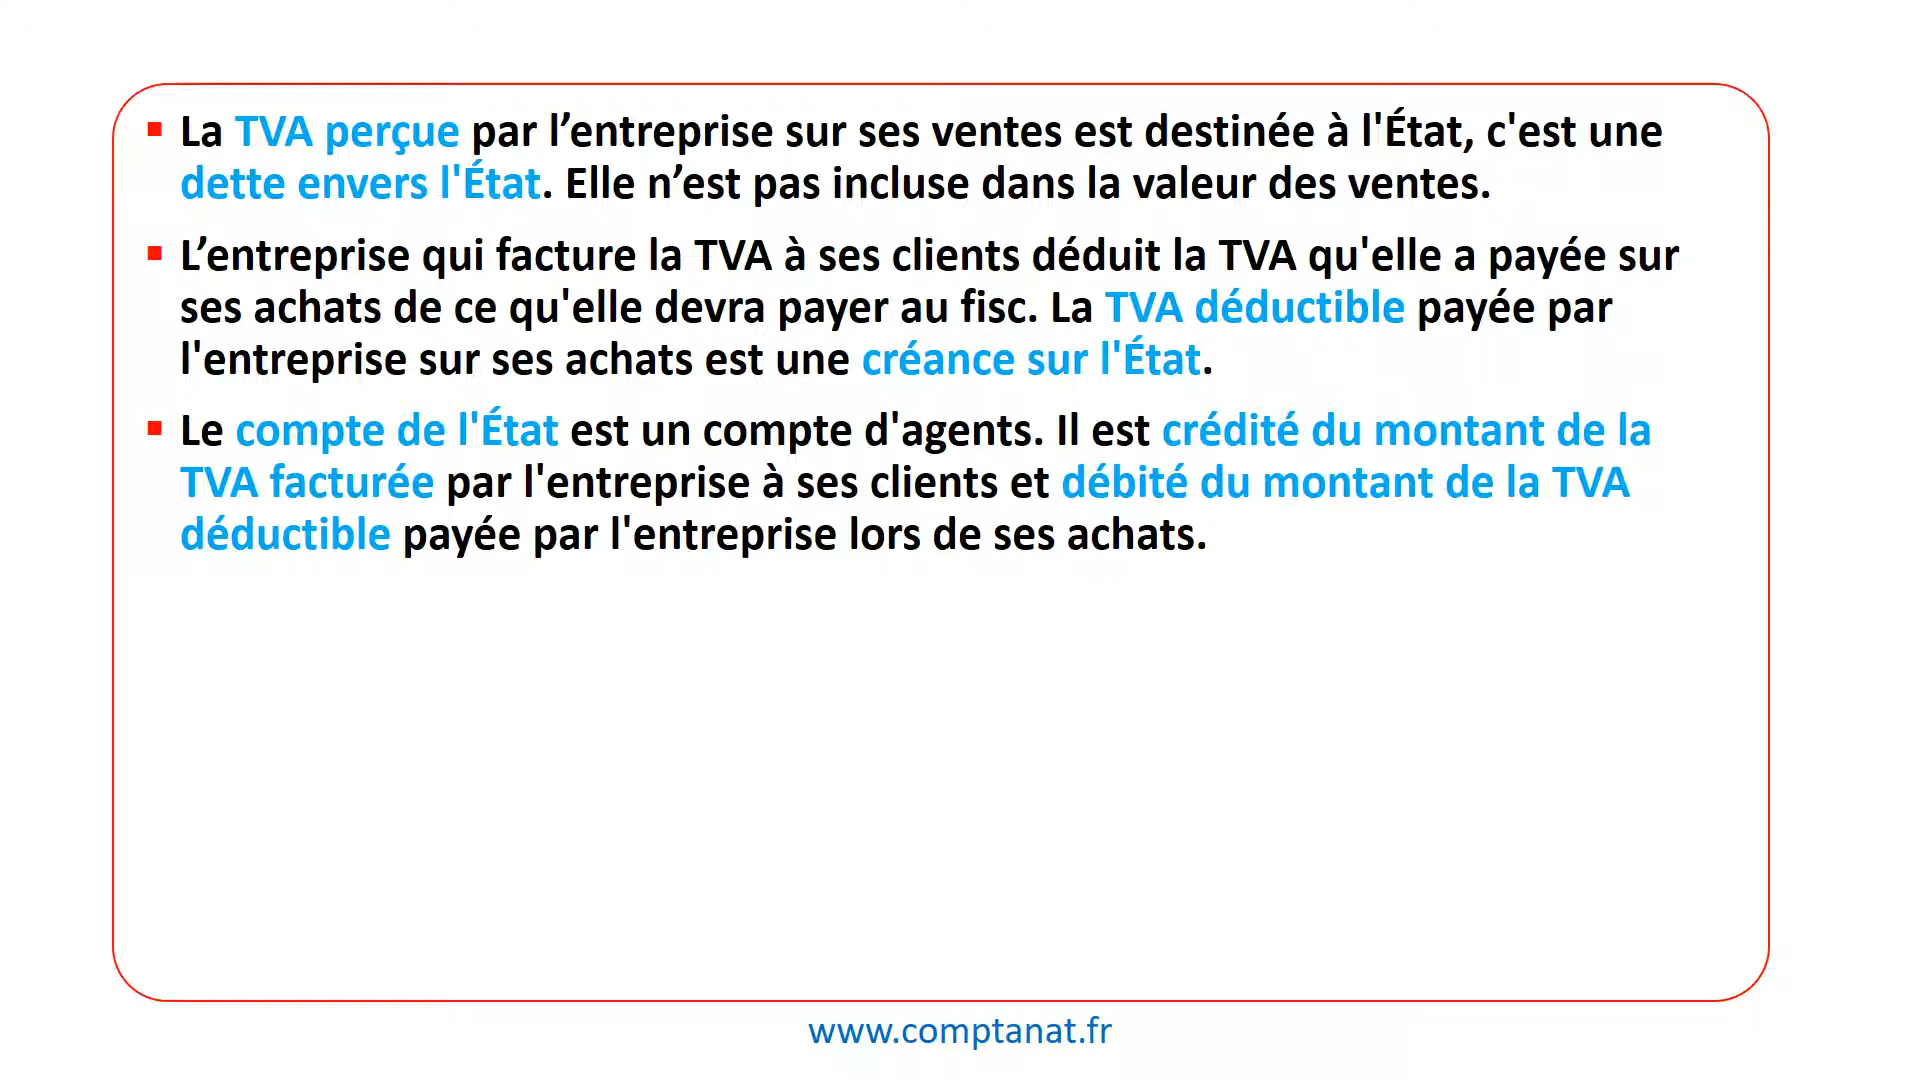 ▪ La TVA perçue par l’entreprise sur ses ventes est destinée à l'État, c'est une
dette envers l'État. Elle n’est pas incluse dans la valeur des ventes.
▪ L’entreprise qui facture la TVA à ses clients déduit la TVA qu'elle a payée sur
ses achats de ce qu'elle devra payer au fisc. La TVA déductible payée par
l'entreprise sur ses achats est une créance sur l'État.
▪ Le compte de l'État est un compte d'agents. Il est crédité du montant de la
TVA facturée par l'entreprise à ses clients et débité du montant de la TVA
déductible payée par l'entreprise lors de ses achats.
www.comptanat.fr